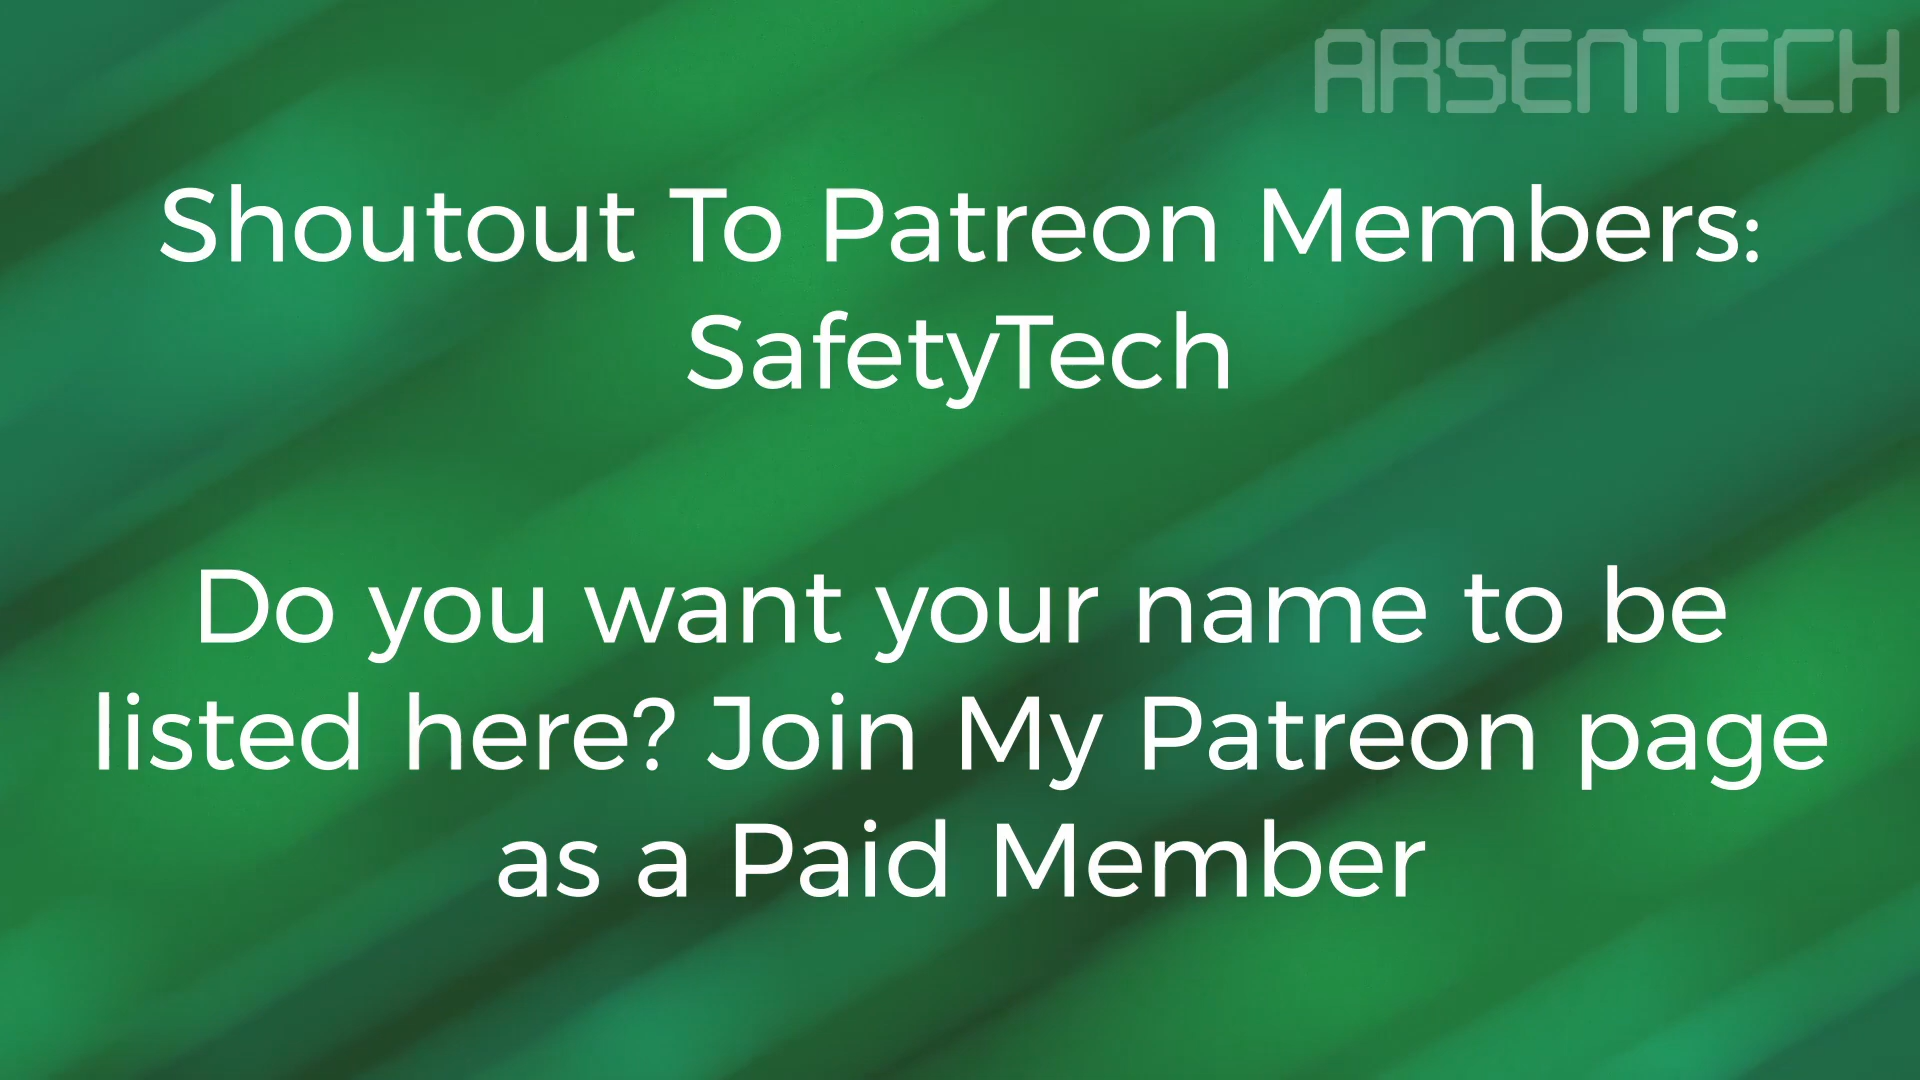 ARSENTECH
Shoutout To Patreon Members:
SafetyTech
Do you want your name to be
listed here? Join My Patreon page
as a Paid Member